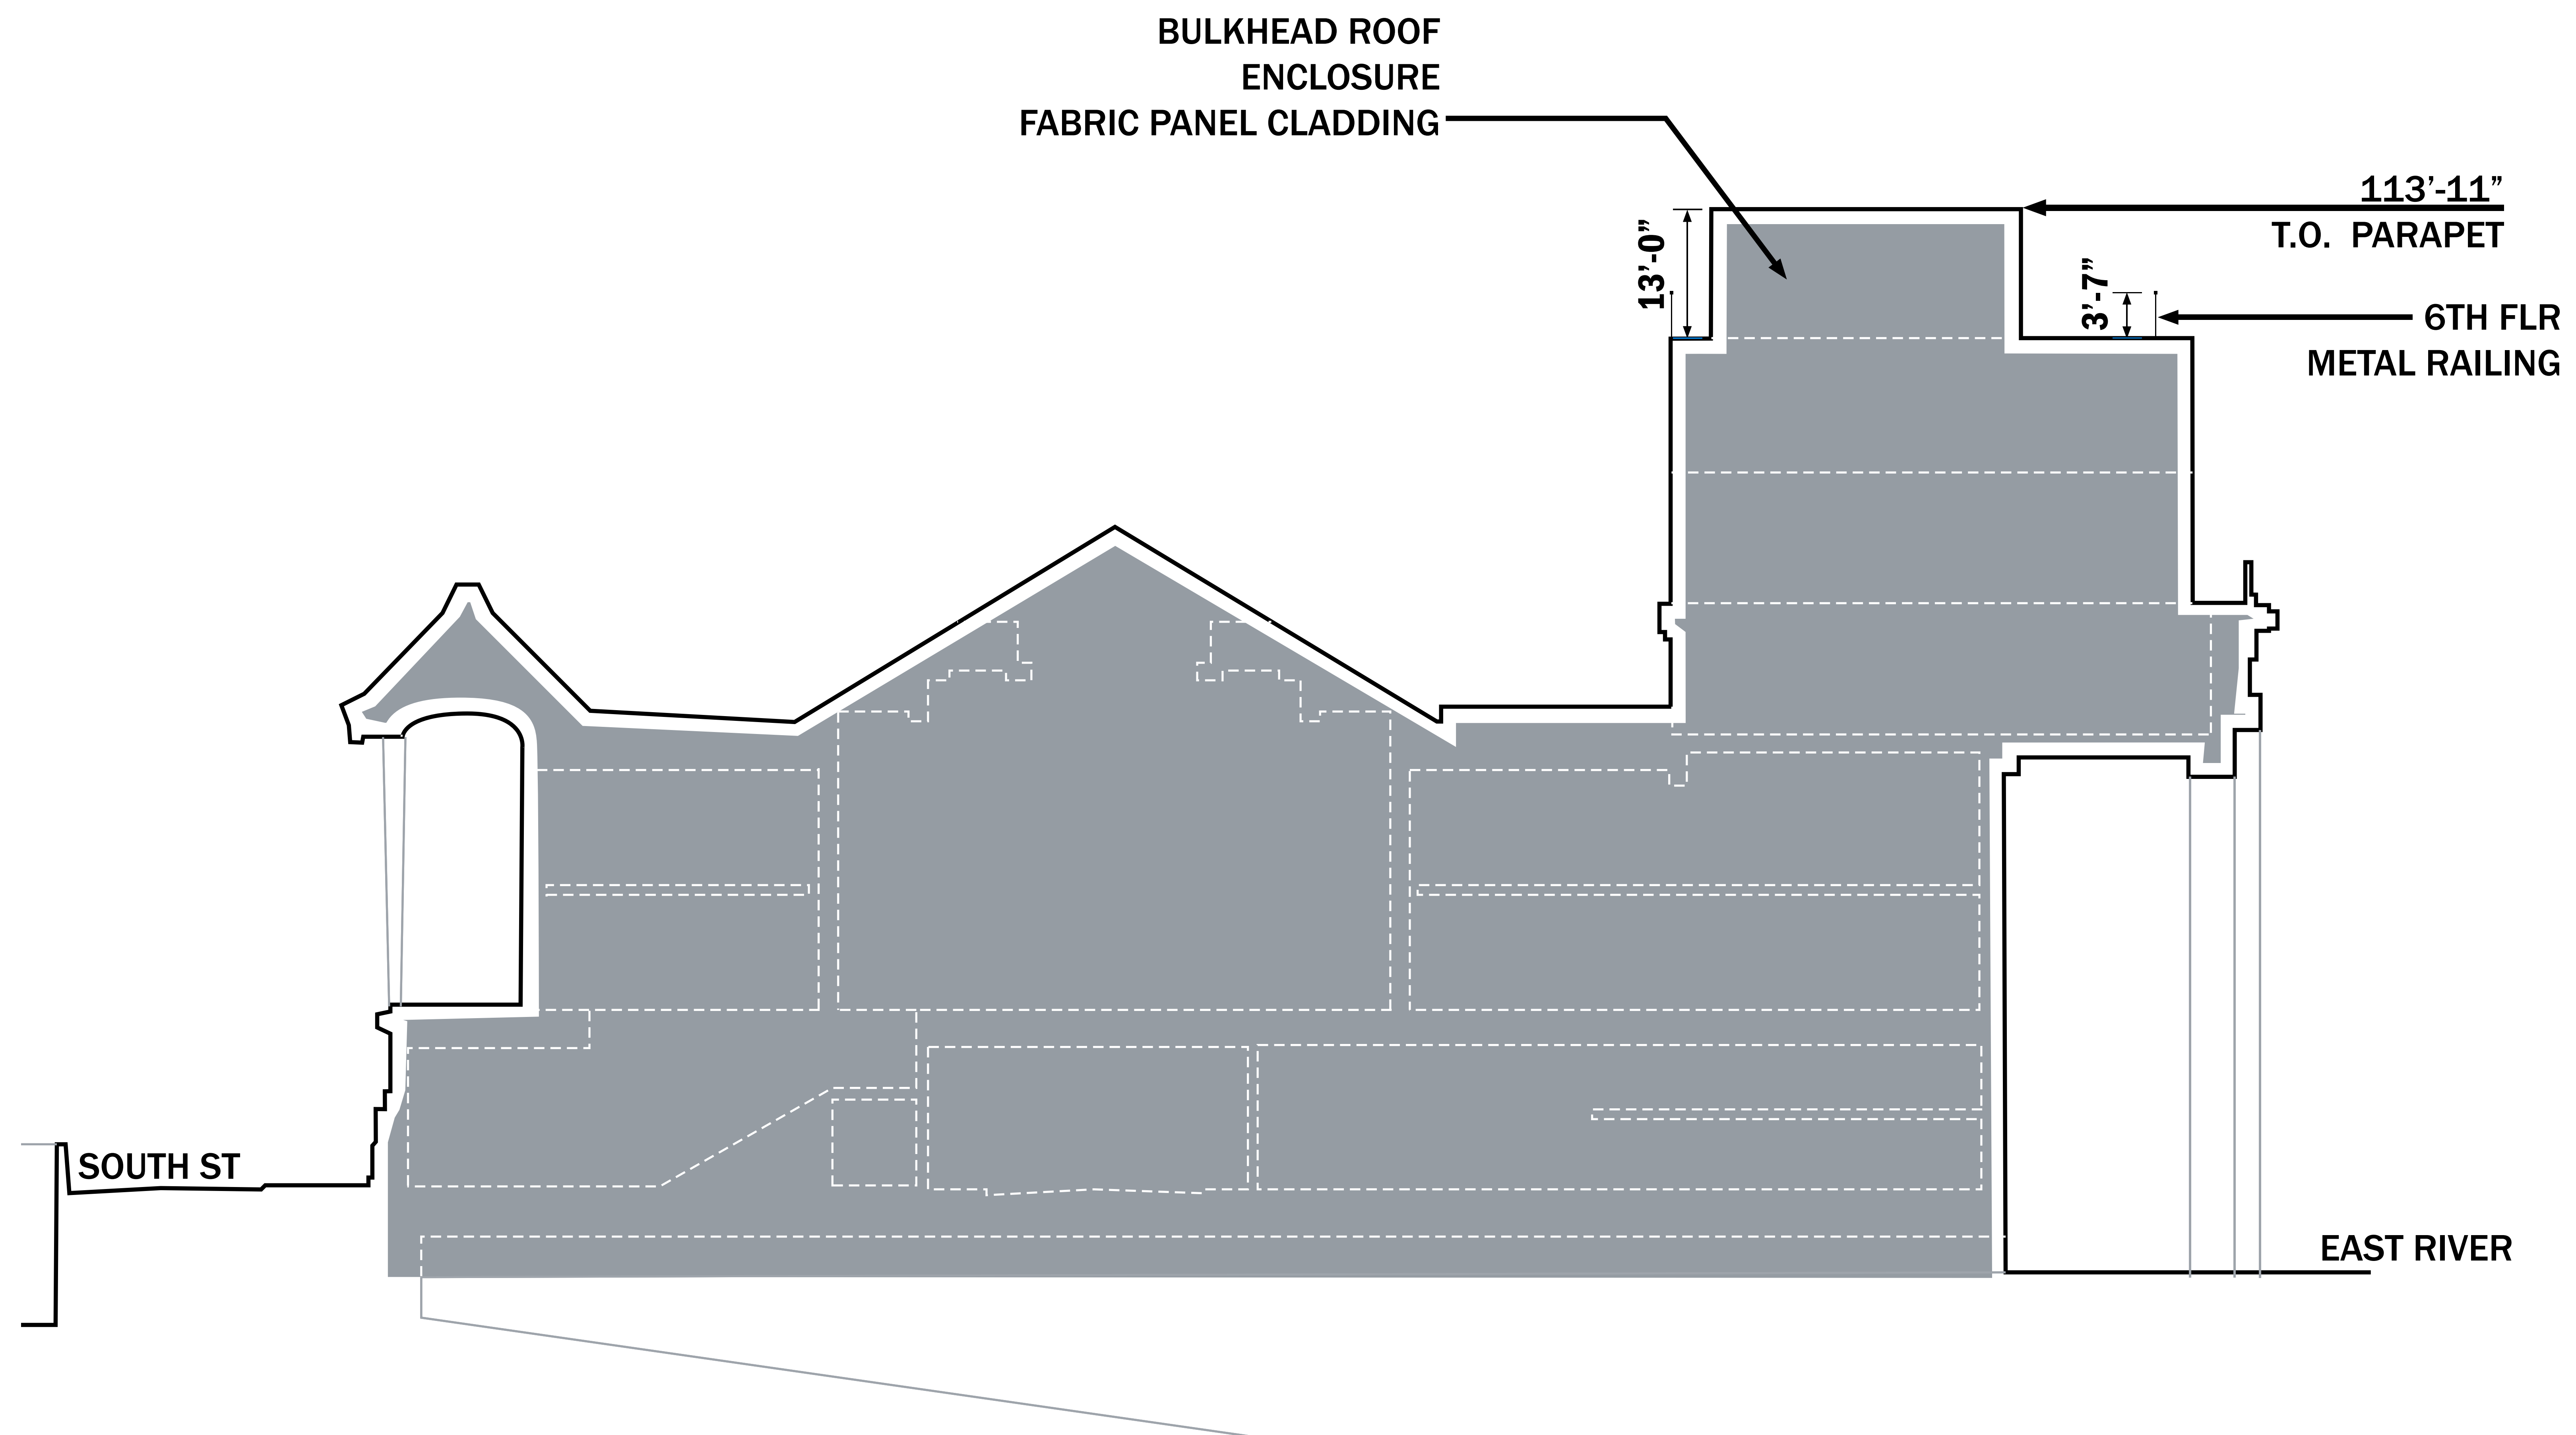 BULKHEAD ROOF
ENCLOSURE
FABRIC PANEL CLADDING
113’-11”
T.O. PARAPET
13’-0”
3’-7”
6TH FLR
METAL RAILING
SOUTH ST
EAST RIVER